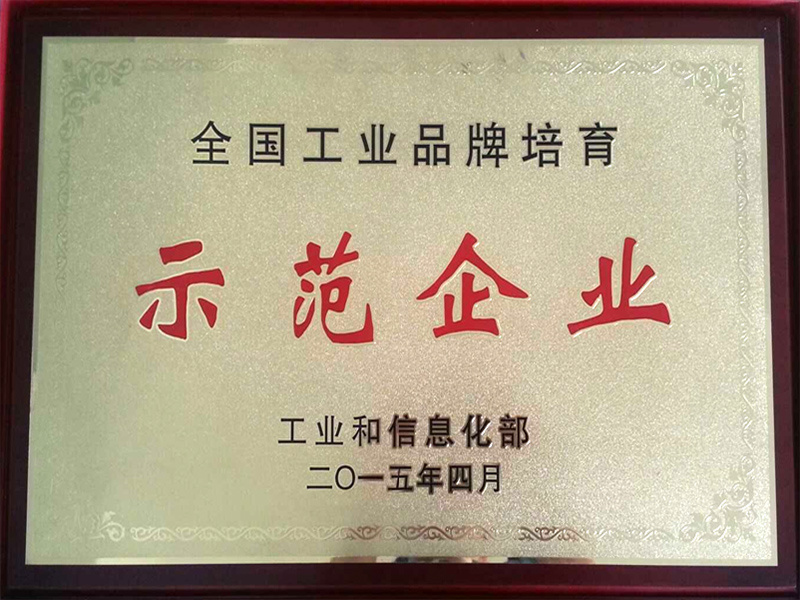 全国工业品牌培育
示范企业
工业和信息化部
二〇一五年四月